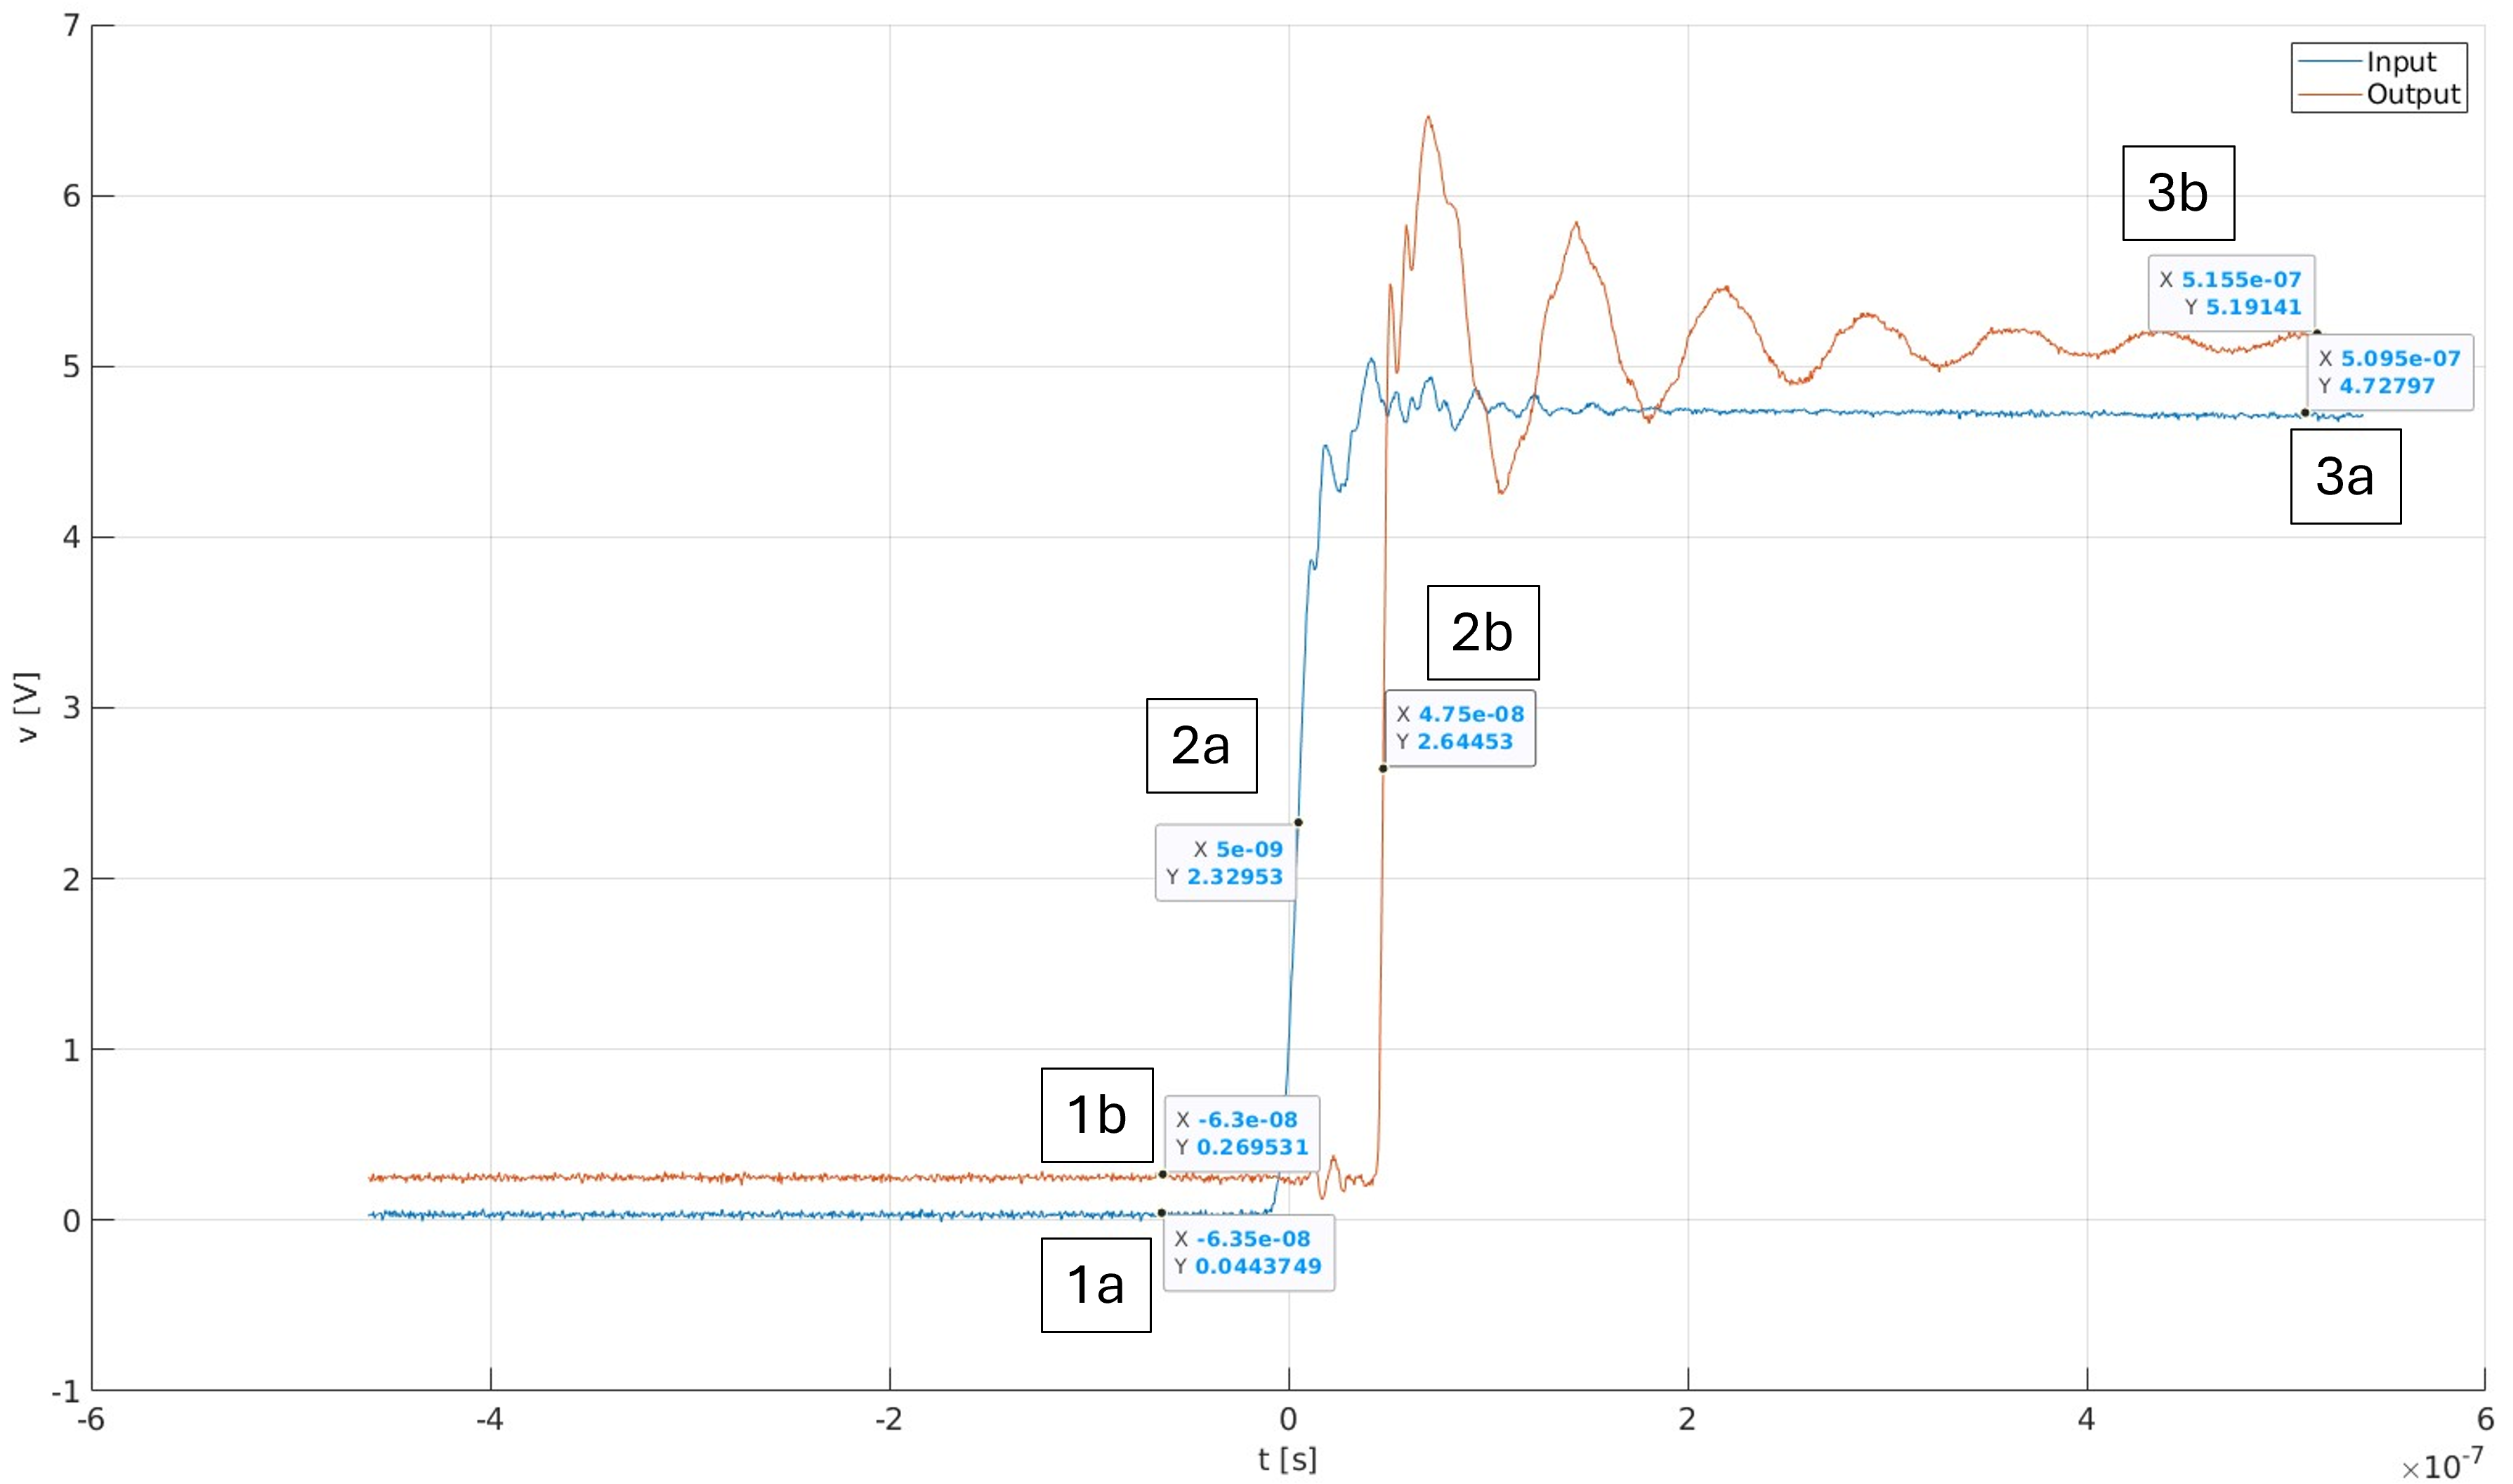 7
6
5
4
3
2
1
0
-1
v [V]
Input
Output
3b
X 5.155e-07
Y 5.19141
X 5.095e-07
Y 4.72797
3a
2b
X 4.75e-08
Y 2.64453
2a
X 5e-09
Y 2.32953
1b
X -6.3e-08
Y 0.269531
X -6.35e-08
Y 0.0443749
1a
-6 -4 -2 0 2 4 6
t [s]
×10-7